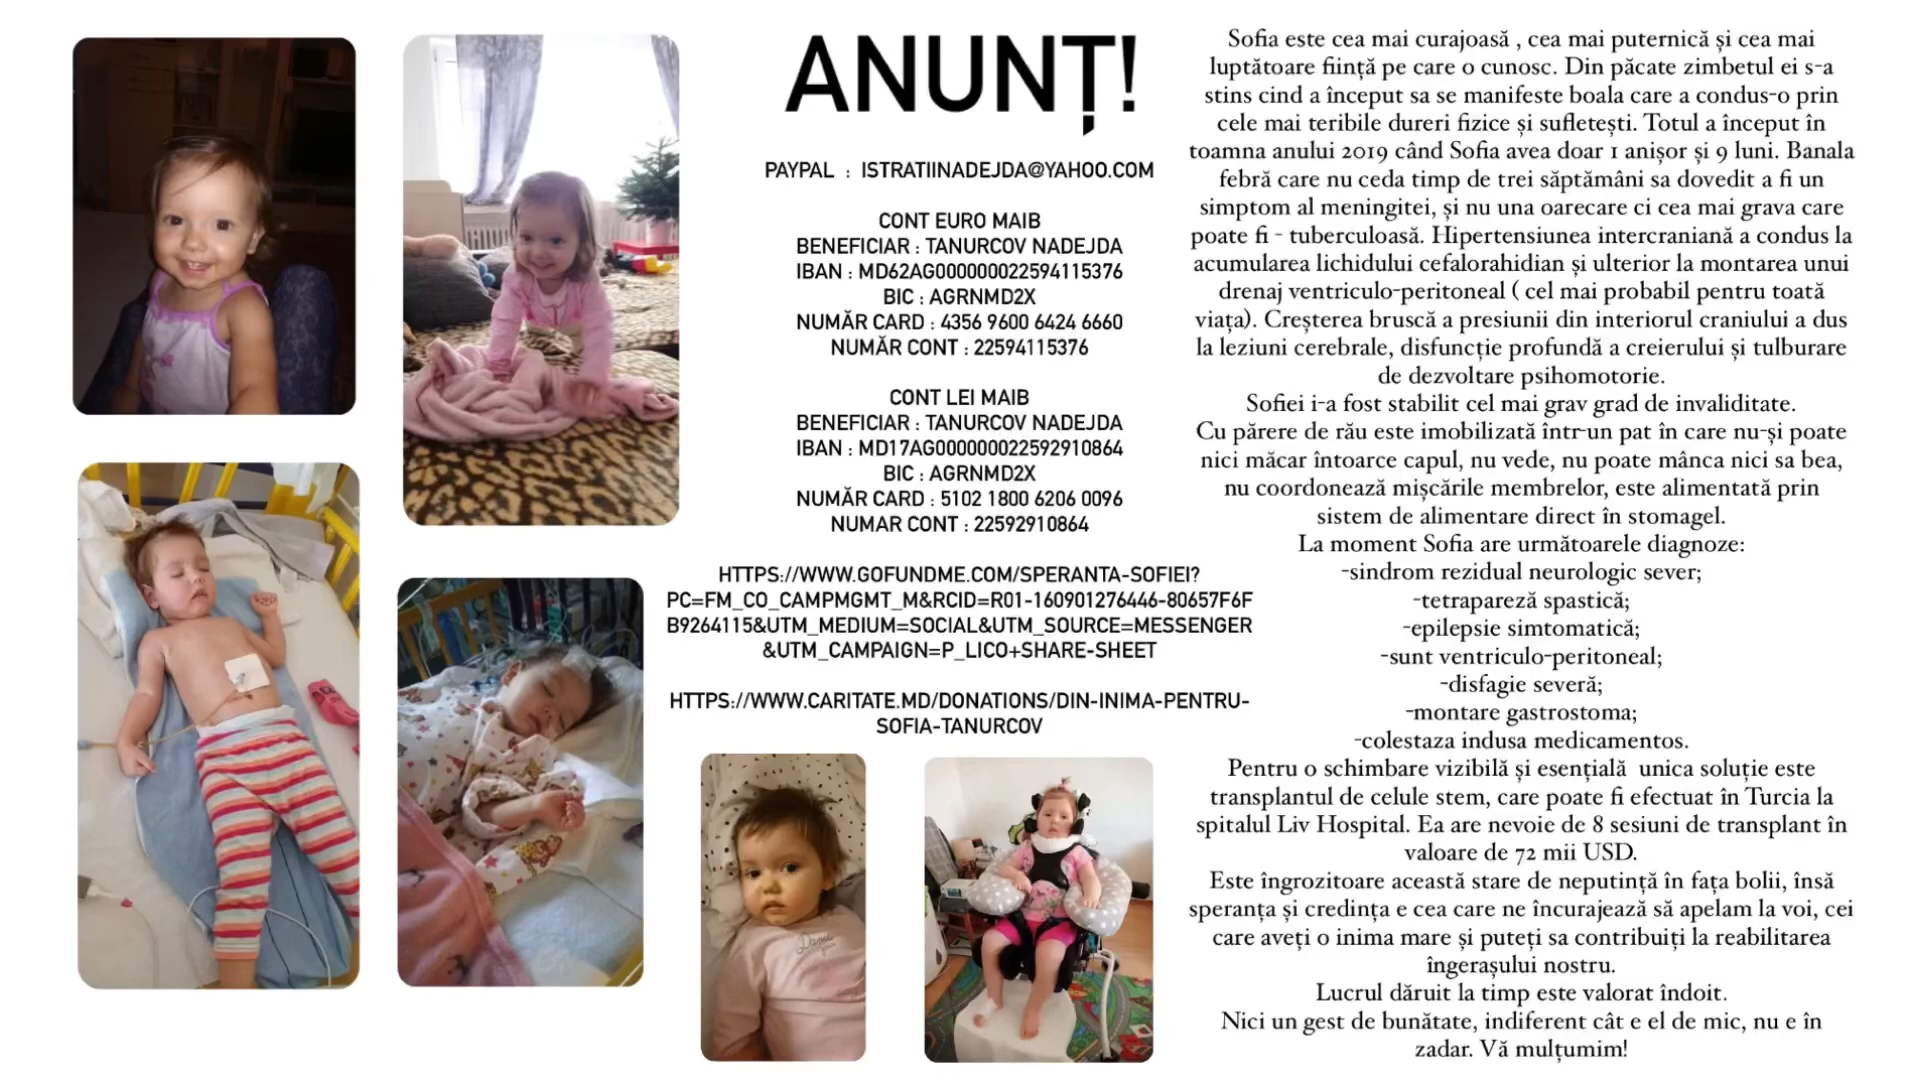 ANUNȚ!
PAYPAL : ISTRATIINADEJDA@YAHOO.COM
CONT EURO MAIB
BENEFICIAR : TANURCOV NADEJDA
IBAN : MD62AG000000022594115376
BIC : AGRNMD2X
NUMĂR CARD : 4356 9600 6424 6660
NUMĂR CONT : 22594115376
CONT LEI MAIB
BENEFICIAR : TANURCOV NADEJDA
IBAN : MD17AG000000022592910864
BIC : AGRNMD2X
NUMĂR CARD : 5102 1800 6206 0096
NUMAR CONT : 22592910864
HTTPS://WWW.GOFUNDME.COM/SPERANTA-SOFIEI?
PC=FM_CO_CAMPMGMT_M&RCID=R01-160901276446-80657F6F
B9264115&UTM_MEDIUM=SOCIAL&UTM_SOURCE=MESSENGER
&UTM_CAMPAIGN=P_LICO+SHARE-SHEET
HTTPS://WWW.CARITATE.MD/DONATIONS/DIN-INIMA-PENTRU-
SOFIA-TANURCOV
Sofia este cea mai curajoasă , cea mai puternică și cea mai
luptătoare ființă pe care o cunosc. Din păcate zimbetul ei s-a
stins cind a început sa se manifeste boala care a condus-o prin
cele mai teribile dureri fizice și sufletești. Totul a început în
toamna anului 2019 când Sofia avea doar 1 anișor și 9 luni. Banala
febră care nu ceda timp de trei săptămâni sa dovedit a fi un
simptom al meningitei, și nu una oarecare ci cea mai grava care
poate fi - tuberculoasă. Hipertensiunea intercraniană a condus la
acumularea lichidului cefalorahidian și ulterior la montarea unui
drenaj ventriculo-peritoneal ( cel mai probabil pentru toată
viața). Creșterea bruscă a presiunii din interiorul craniului a dus
la leziuni cerebrale, disfuncție profundă a creierului și tulburare
de dezvoltare psihomotorie.
Sofiei i-a fost stabilit cel mai grav grad de invaliditate.
Cu părere de rău este imobilizată într-un pat în care nu-și poate
nici măcar întoarce capul, nu vede, nu poate mânca nici sa bea,
nu coordonează mișcările membrelor, este alimentată prin
sistem de alimentare direct în stomagel.
La moment Sofia are următoarele diagnoze:
-sindrom rezidual neurologic sever;
-tetrapareză spastică;
-epilepsie simtomatică;
-sunt ventriculo-peritoneal;
-disfagie severă;
-montare gastrostoma;
-colestaza indusa medicamentos.
Pentru o schimbare vizibilă și esențială unica soluție este
transplantul de celule stem, care poate fi efectuat în Turcia la
spitalul Liv Hospital. Ea are nevoie de 8 sesiuni de transplant în
valoare de 72 mii USD.
Este îngrozitoare această stare de neputință în fața bolii, însă
speranța și credința e cea care ne încurajează să apelam la voi, cei
care aveți o inima mare și puteți sa contribuiți la reabilitarea
îngerașului nostru.
Lucrul dăruit la timp este valorat îndoit.
Nici un gest de bunătate, indiferent cât e el de mic, nu e în
zadar. Vă mulțumim!